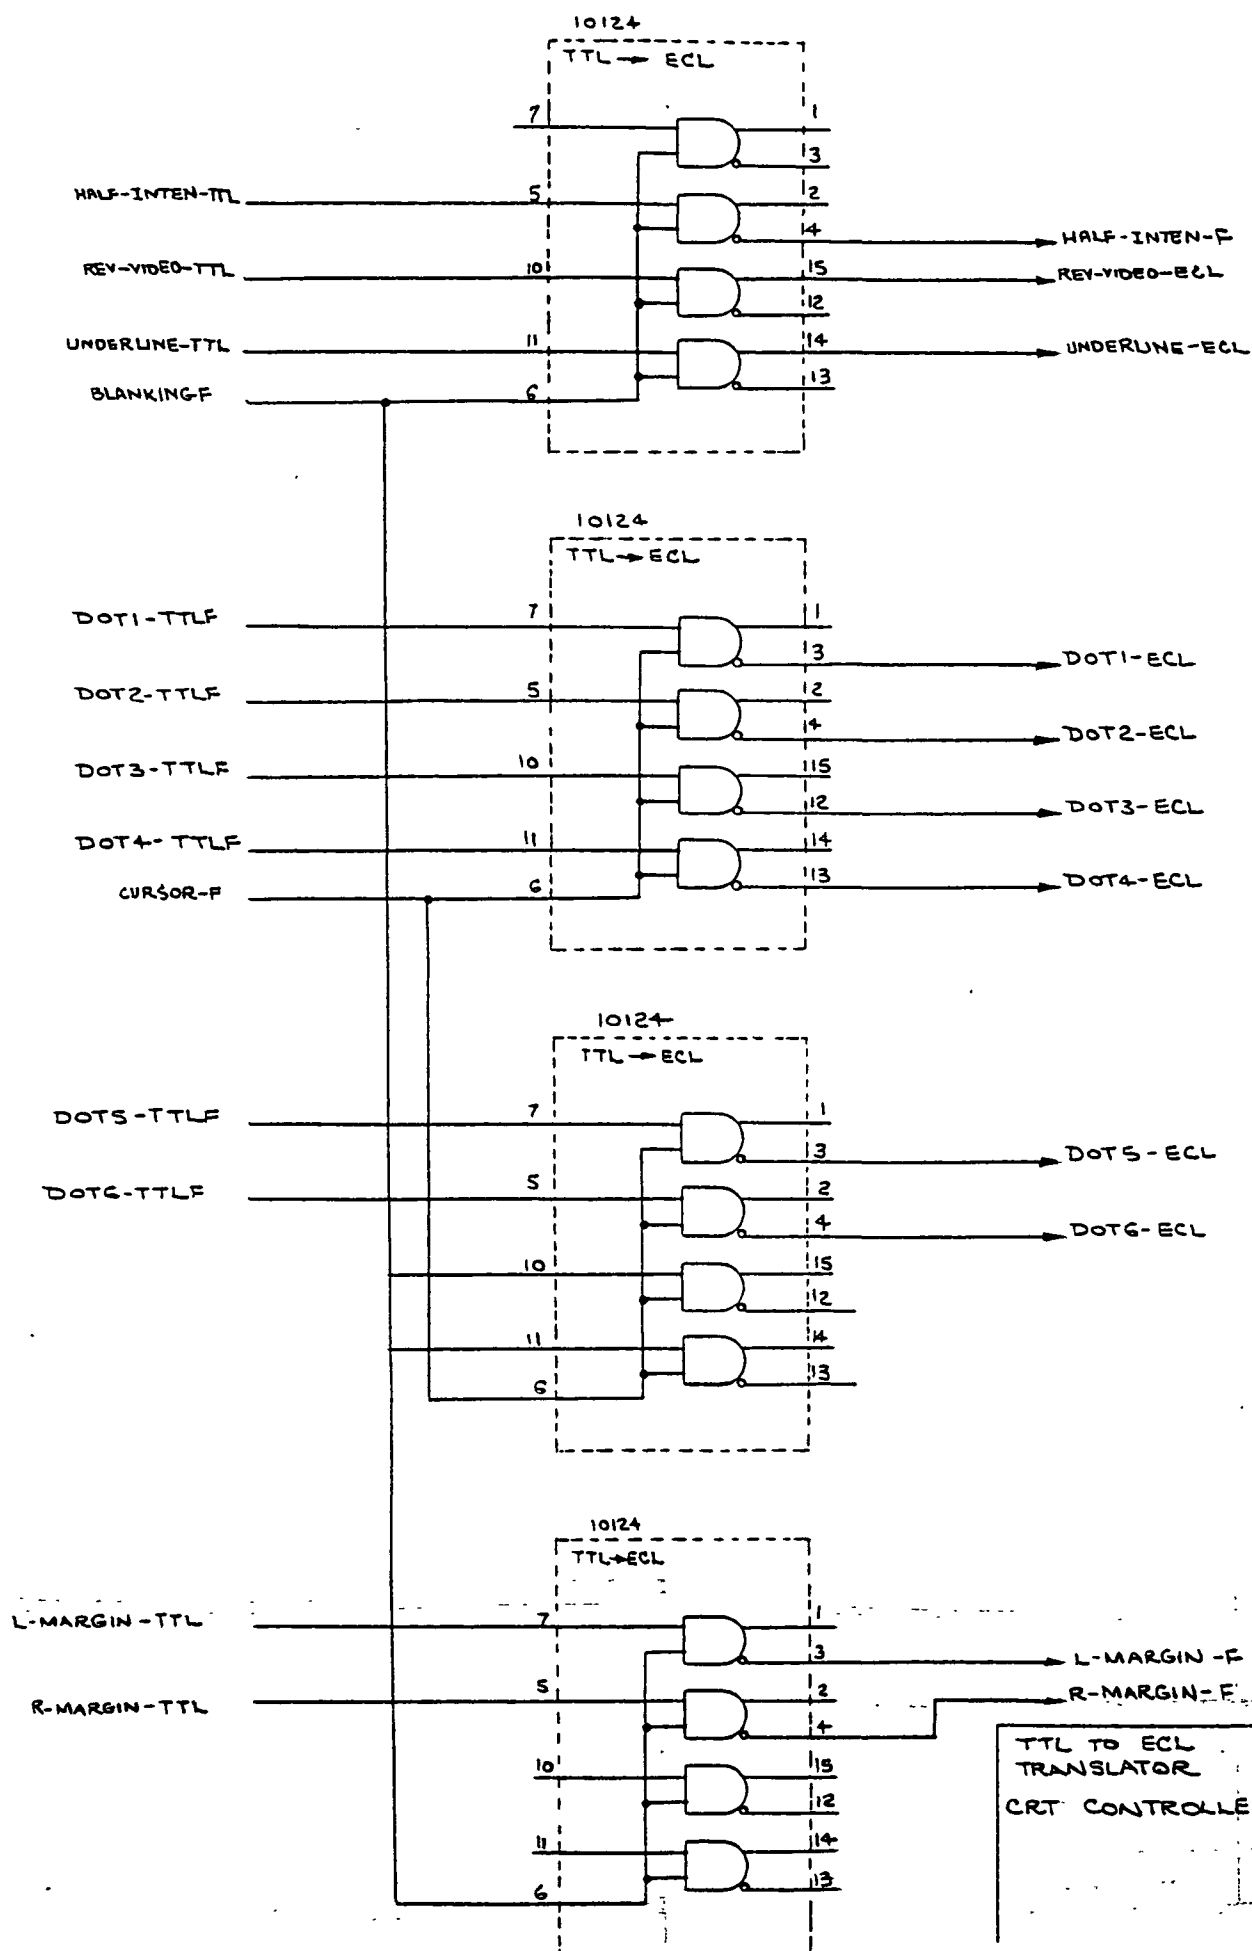 10124
TTL → ECL
7 1
3
HALF-INTEN-TTL 5 2
4 HALF-INTEN-F
REV-VIDEO-TTL 10 15 REV-VIDEO-ECL
12
UNDERLINE-TTL 11 14 UNDERLINE-ECL
13
BLANKING-F 6
10124
TTL → ECL
DOT1-TTLF 7 1
3 DOT1-ECL
DOT2-TTLF 5 2
4 DOT2-ECL
DOT3-TTLF 10 15
12 DOT3-ECL
DOT4-TTLF 11 14
13 DOT4-ECL
CURSOR-F 6
10124
TTL → ECL
DOT5-TTLF 7 1
3 DOT5-ECL
DOT6-TTLF 5 2
4 DOT6-ECL
10 15
12
11 14
13
6
10124
TTL→ECL
L-MARGIN-TTL 7 1
3 L-MARGIN-F
R-MARGIN-TTL 5 2 R-MARGIN-F
4
10 15
12
11 14
13
6
TTL TO ECL
TRANSLATOR
CRT CONTROLLE